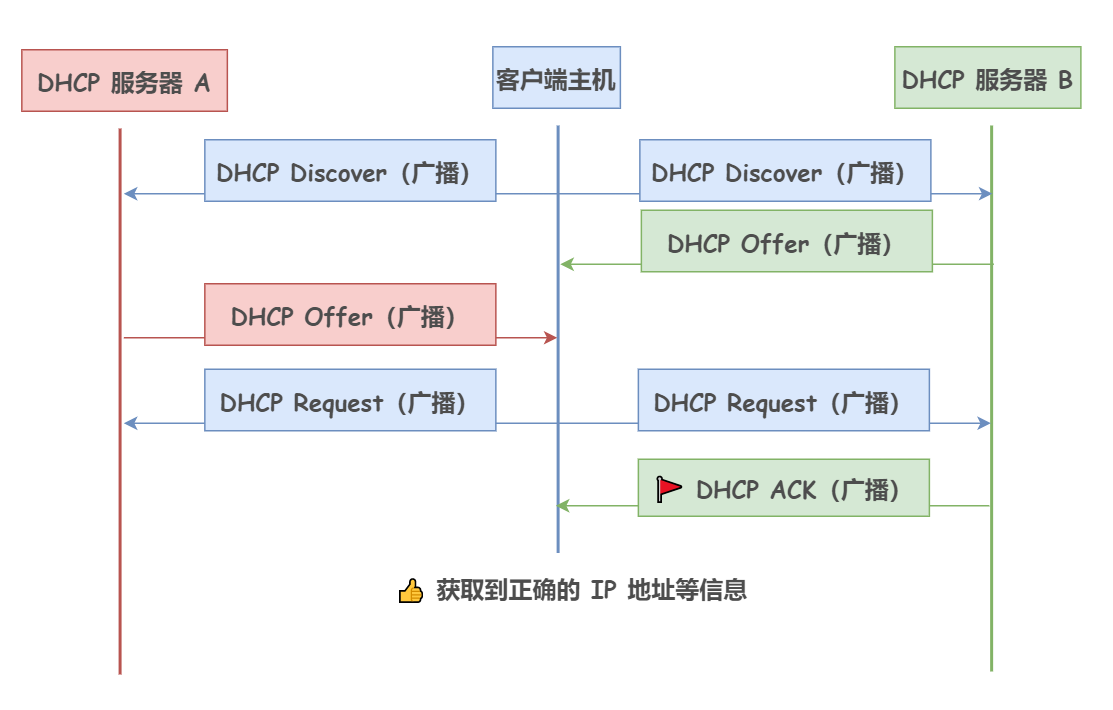 DHCP 服务器 A
客户端主机
DHCP 服务器 B
DHCP Discover（广播）
DHCP Discover（广播）
DHCP Offer（广播）
DHCP Offer（广播）
DHCP Request（广播）
DHCP Request（广播）
DHCP ACK（广播）
获取到正确的 IP 地址等信息